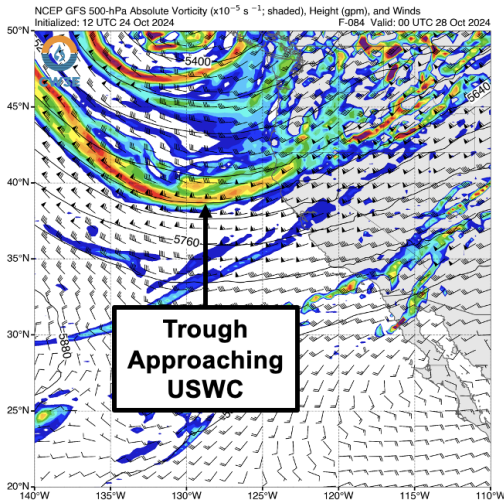 NCEP GFS 500-hPa Absolute Vorticity (x10⁻⁵ s ⁻¹; shaded), Height (gpm), and Winds
Initialized: 12 UTC 24 Oct 2024 F-084 Valid: 00 UTC 28 Oct 2024
50°N
5400
45°N
5640
40°N
5760
35°N
5880
30°N
Trough
Approaching
USWC
25°N
20°N
140°W 135°W 130°W 125°W 120°W 115°W 110°W